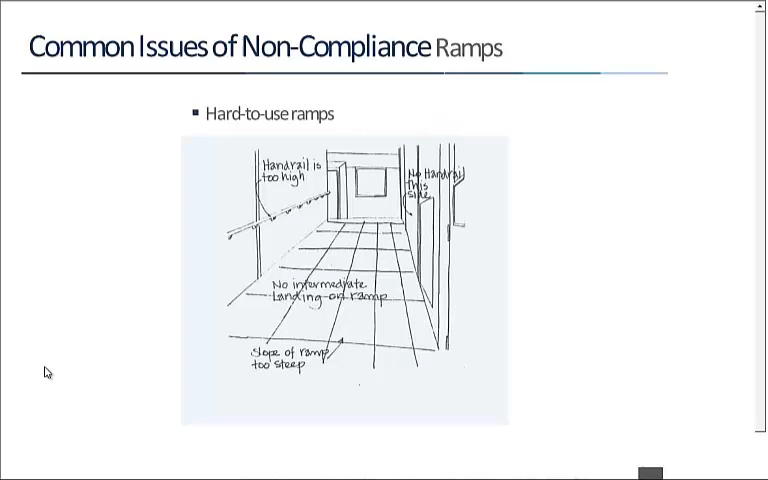 Common Issues of Non-Compliance Ramps
▪ Hard-to-use ramps
Handrail is
too high
No Handrail
this
side
No intermediate
Landing on ramp
Slope of ramp
too steep